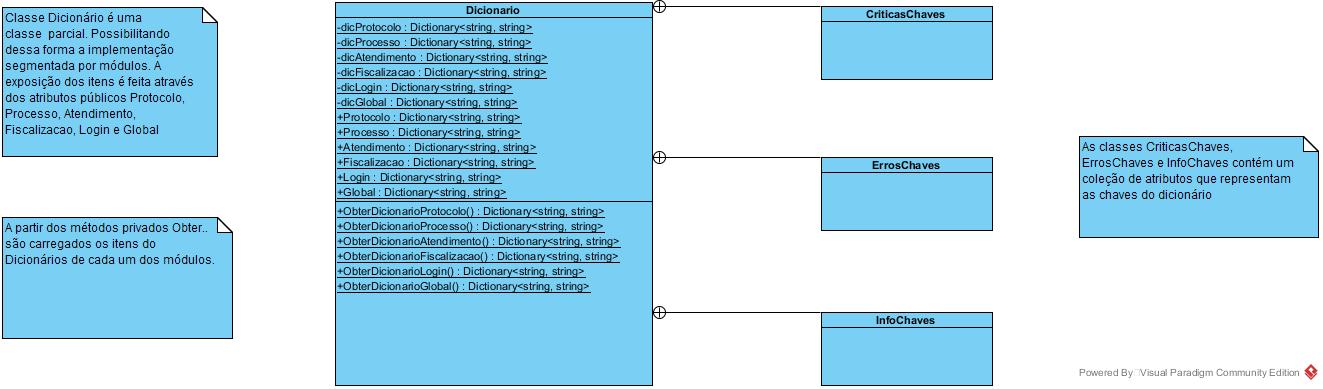 Classe Dicionário é uma
classe parcial. Possibilitando
dessa forma a implementação
segmentada por módulos. A
exposição dos itens é feita através
dos atributos públicos Protocolo,
Processo, Atendimento,
Fiscalizacao, Login e Global
A partir dos métodos privados Obter..
são carregados os itens do
Dicionários de cada um dos módulos.
Dicionario
-dicProtocolo : Dictionary<string, string>
-dicProcesso : Dictionary<string, string>
-dicAtendimento : Dictionary<string, string>
-dicFiscalizacao : Dictionary<string, string>
-dicLogin : Dictionary<string, string>
-dicGlobal : Dictionary<string, string>
+Protocolo : Dictionary<string, string>
+Processo : Dictionary<string, string>
+Atendimento : Dictionary<string, string>
+Fiscalizacao : Dictionary<string, string>
+Login : Dictionary<string, string>
+Global : Dictionary<string, string>
+ObterDicionarioProtocolo() : Dictionary<string, string>
+ObterDicionarioProcesso() : Dictionary<string, string>
+ObterDicionarioAtendimento() : Dictionary<string, string>
+ObterDicionarioFiscalizacao() : Dictionary<string, string>
+ObterDicionarioLogin() : Dictionary<string, string>
+ObterDicionarioGlobal() : Dictionary<string, string>
CriticasChaves
ErrosChaves
InfoChaves
As classes CriticasChaves,
ErrosChaves e InfoChaves contém um
coleção de atributos que representam
as chaves do dicionário
Powered By Visual Paradigm Community Edition